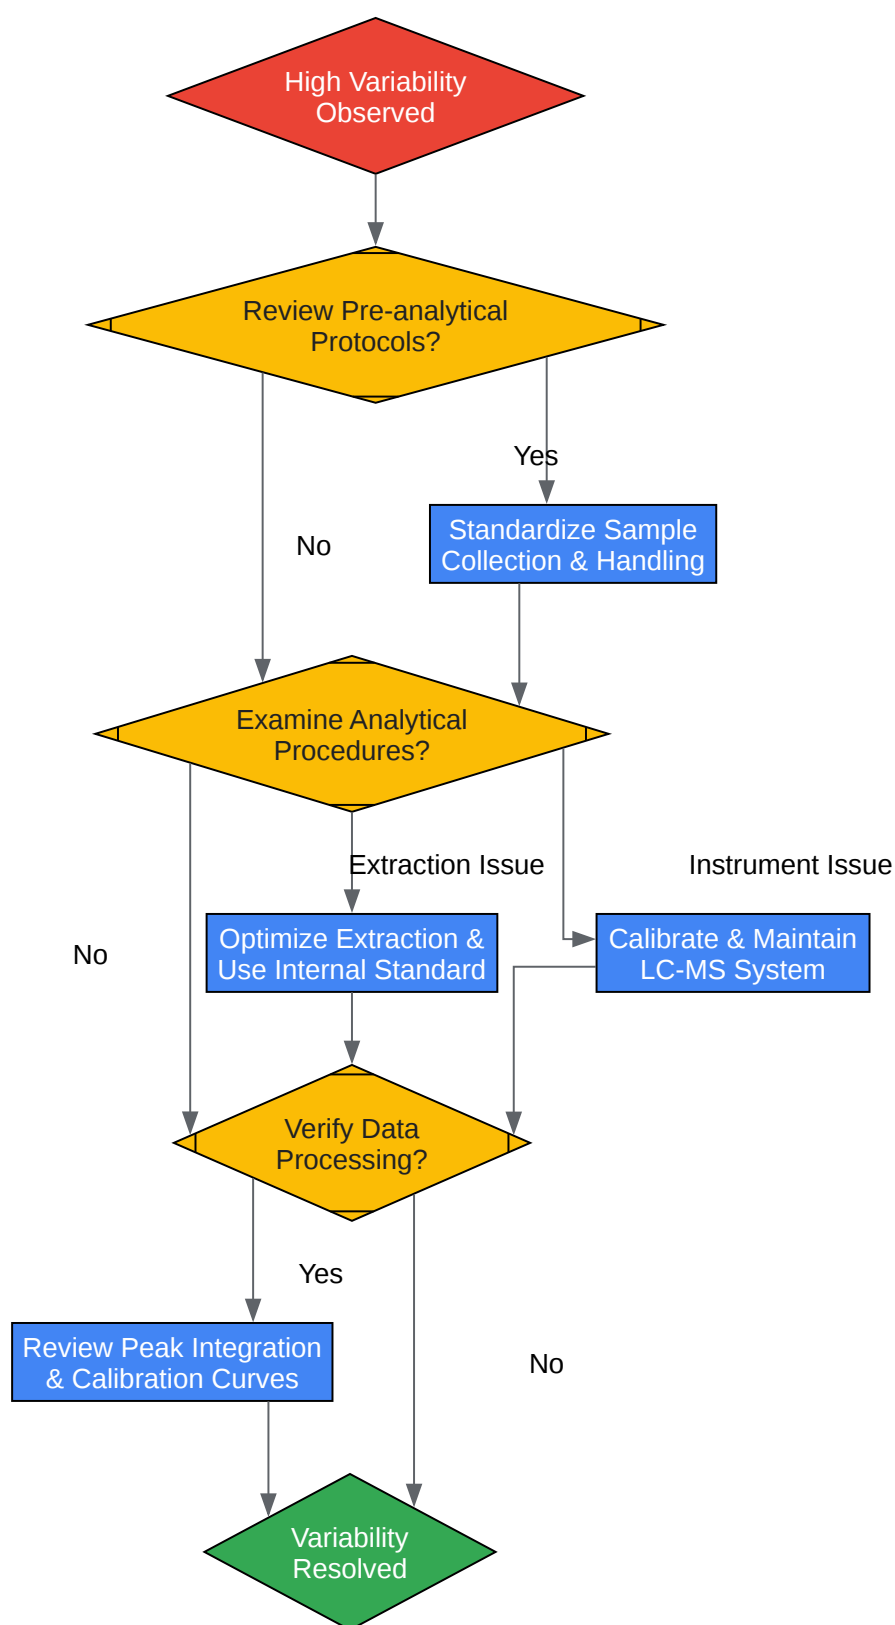 High Variability
Observed
Review Pre-analytical
Protocols?
Yes
Standardize Sample
Collection & Handling
No
Examine Analytical
Procedures?
Extraction Issue
Instrument Issue
Optimize Extraction &
Use Internal Standard
Calibrate & Maintain
LC-MS System
No
Verify Data
Processing?
Yes
Review Peak Integration
& Calibration Curves
No
Variability
Resolved